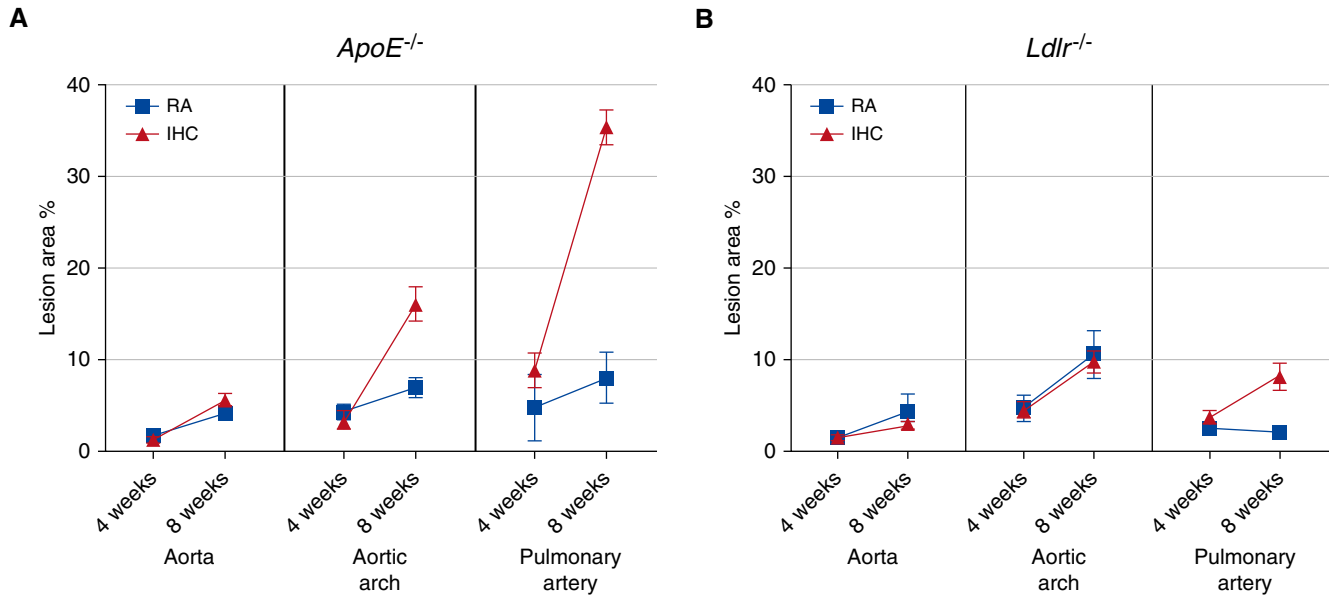 A
ApoE-/-
40
30
20
10
0
Lesion area %
RA
IHC
4 weeks
8 weeks
4 weeks
8 weeks
4 weeks
8 weeks
Aorta
Aortic
arch
Pulmonary
artery
B
Ldlr-/-
40
30
20
10
0
Lesion area %
RA
IHC
4 weeks
8 weeks
4 weeks
8 weeks
4 weeks
8 weeks
Aorta
Aortic
arch
Pulmonary
artery